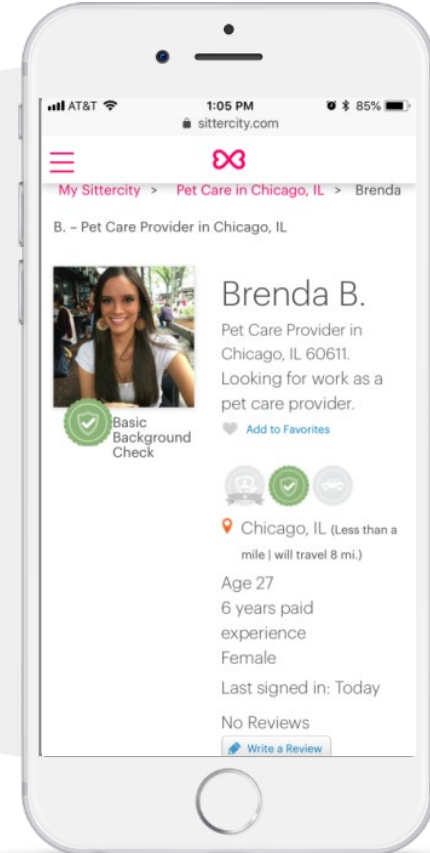 AT&T
1:05 PM
85%
sittercity.com
My Sittercity > Pet Care in Chicago, IL > Brenda
B. – Pet Care Provider in Chicago, IL
Basic
Background
Check
Brenda B.
Pet Care Provider in
Chicago, IL 60611.
Looking for work as a
pet care provider.
Add to Favorites
Chicago, IL (Less than a
mile | will travel 8 mi.)
Age 27
6 years paid
experience
Female
Last signed in: Today
No Reviews
Write a Review